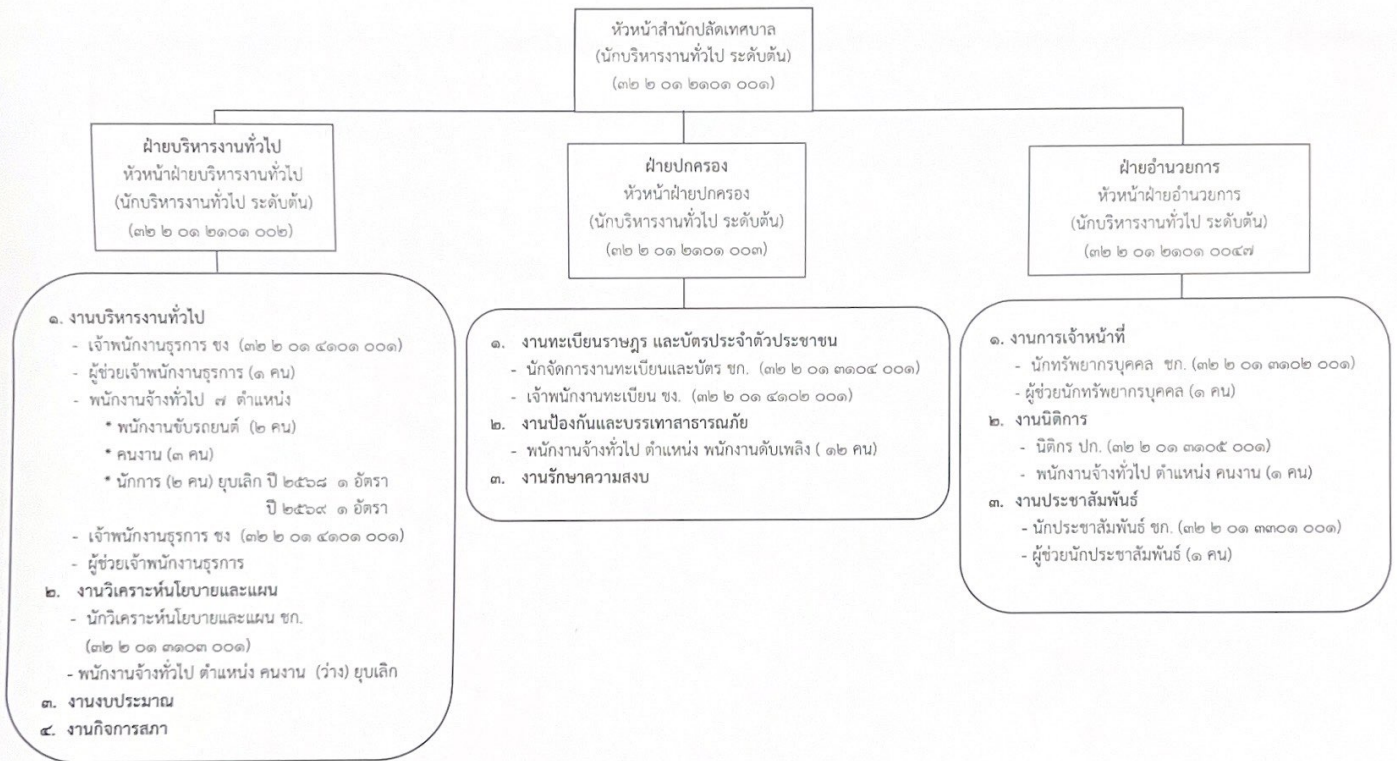 หัวหน้าสำนักปลัดเทศบาล
(นักบริหารงานทั่วไป ระดับต้น)
(๓๒ ๒ ๐๑ ๒๑๐๑ ๐๐๑)
ฝ่ายบริหารงานทั่วไป
หัวหน้าฝ่ายบริหารงานทั่วไป
(นักบริหารงานทั่วไป ระดับต้น)
(๓๒ ๒ ๐๑ ๒๑๐๑ ๐๐๒)
ฝ่ายปกครอง
หัวหน้าฝ่ายปกครอง
(นักบริหารงานทั่วไป ระดับต้น)
(๓๒ ๒ ๐๑ ๒๑๐๑ ๐๐๓)
ฝ่ายอำนวยการ
หัวหน้าฝ่ายอำนวยการ
(นักบริหารงานทั่วไป ระดับต้น)
(๓๒ ๒ ๐๑ ๒๑๐๑ ๐๐๔๗
๑. งานบริหารงานทั่วไป
- เจ้าพนักงานธุรการ ชง (๓๒ ๒ ๐๑ ๔๑๐๑ ๐๐๑)
- ผู้ช่วยเจ้าพนักงานธุรการ (๑ คน)
- พนักงานจ้างทั่วไป ๗ ตำแหน่ง
* พนักงานขับรถยนต์ (๒ คน)
* คนงาน (๓ คน)
* นักการ (๒ คน) ยุบเลิก ปี ๒๕๖๘ ๑ อัตรา
ปี ๒๕๖๙ ๑ อัตรา
- เจ้าพนักงานธุรการ ชง (๓๒ ๒ ๐๑ ๔๑๐๑ ๐๐๑)
- ผู้ช่วยเจ้าพนักงานธุรการ
๒. งานวิเคราะห์นโยบายและแผน
- นักวิเคราะห์นโยบายและแผน ชก.
(๓๒ ๒ ๐๑ ๓๑๐๓ ๐๐๑)
- พนักงานจ้างทั่วไป ตำแหน่ง คนงาน (ว่าง) ยุบเลิก
๓. งานงบประมาณ
๔. งานกิจการสภา
๑. งานทะเบียนราษฎร และบัตรประจำตัวประชาชน
- นักจัดการงานทะเบียนและบัตร ชก. (๓๒ ๒ ๐๑ ๓๑๐๔ ๐๐๑)
- เจ้าพนักงานทะเบียน ชง. (๓๒ ๒ ๐๑ ๔๑๐๒ ๐๐๑)
๒. งานป้องกันและบรรเทาสาธารณภัย
- พนักงานจ้างทั่วไป ตำแหน่ง พนักงานดับเพลิง ( ๑๒ คน)
๓. งานรักษาความสงบ
๑. งานการเจ้าหน้าที่
- นักทรัพยากรบุคคล ชก. (๓๒ ๒ ๐๑ ๓๑๐๒ ๐๐๑)
- ผู้ช่วยนักทรัพยากรบุคคล (๑ คน)
๒. งานนิติการ
- นิติกร ปก. (๓๒ ๒ ๐๑ ๓๑๐๕ ๐๐๑)
- พนักงานจ้างทั่วไป ตำแหน่ง คนงาน (๑ คน)
๓. งานประชาสัมพันธ์
- นักประชาสัมพันธ์ ชก. (๓๒ ๒ ๐๑ ๓๓๐๑ ๐๐๑)
- ผู้ช่วยนักประชาสัมพันธ์ (๑ คน)